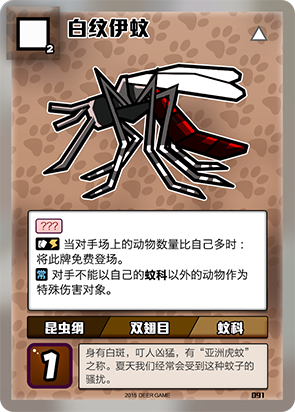 2
白纹伊蚊
???
当对手场上的动物数量比自己多时：
将此牌免费登场。
常 对手不能以自己的蚊科以外的动物作为
特殊伤害对象。
昆虫纲 双翅目 蚊科
1
身有白斑，叮人凶猛，有“亚洲虎蚊”
之称。夏天我们经常会受到这种蚊子的
骚扰。
2015 DEER GAME
091